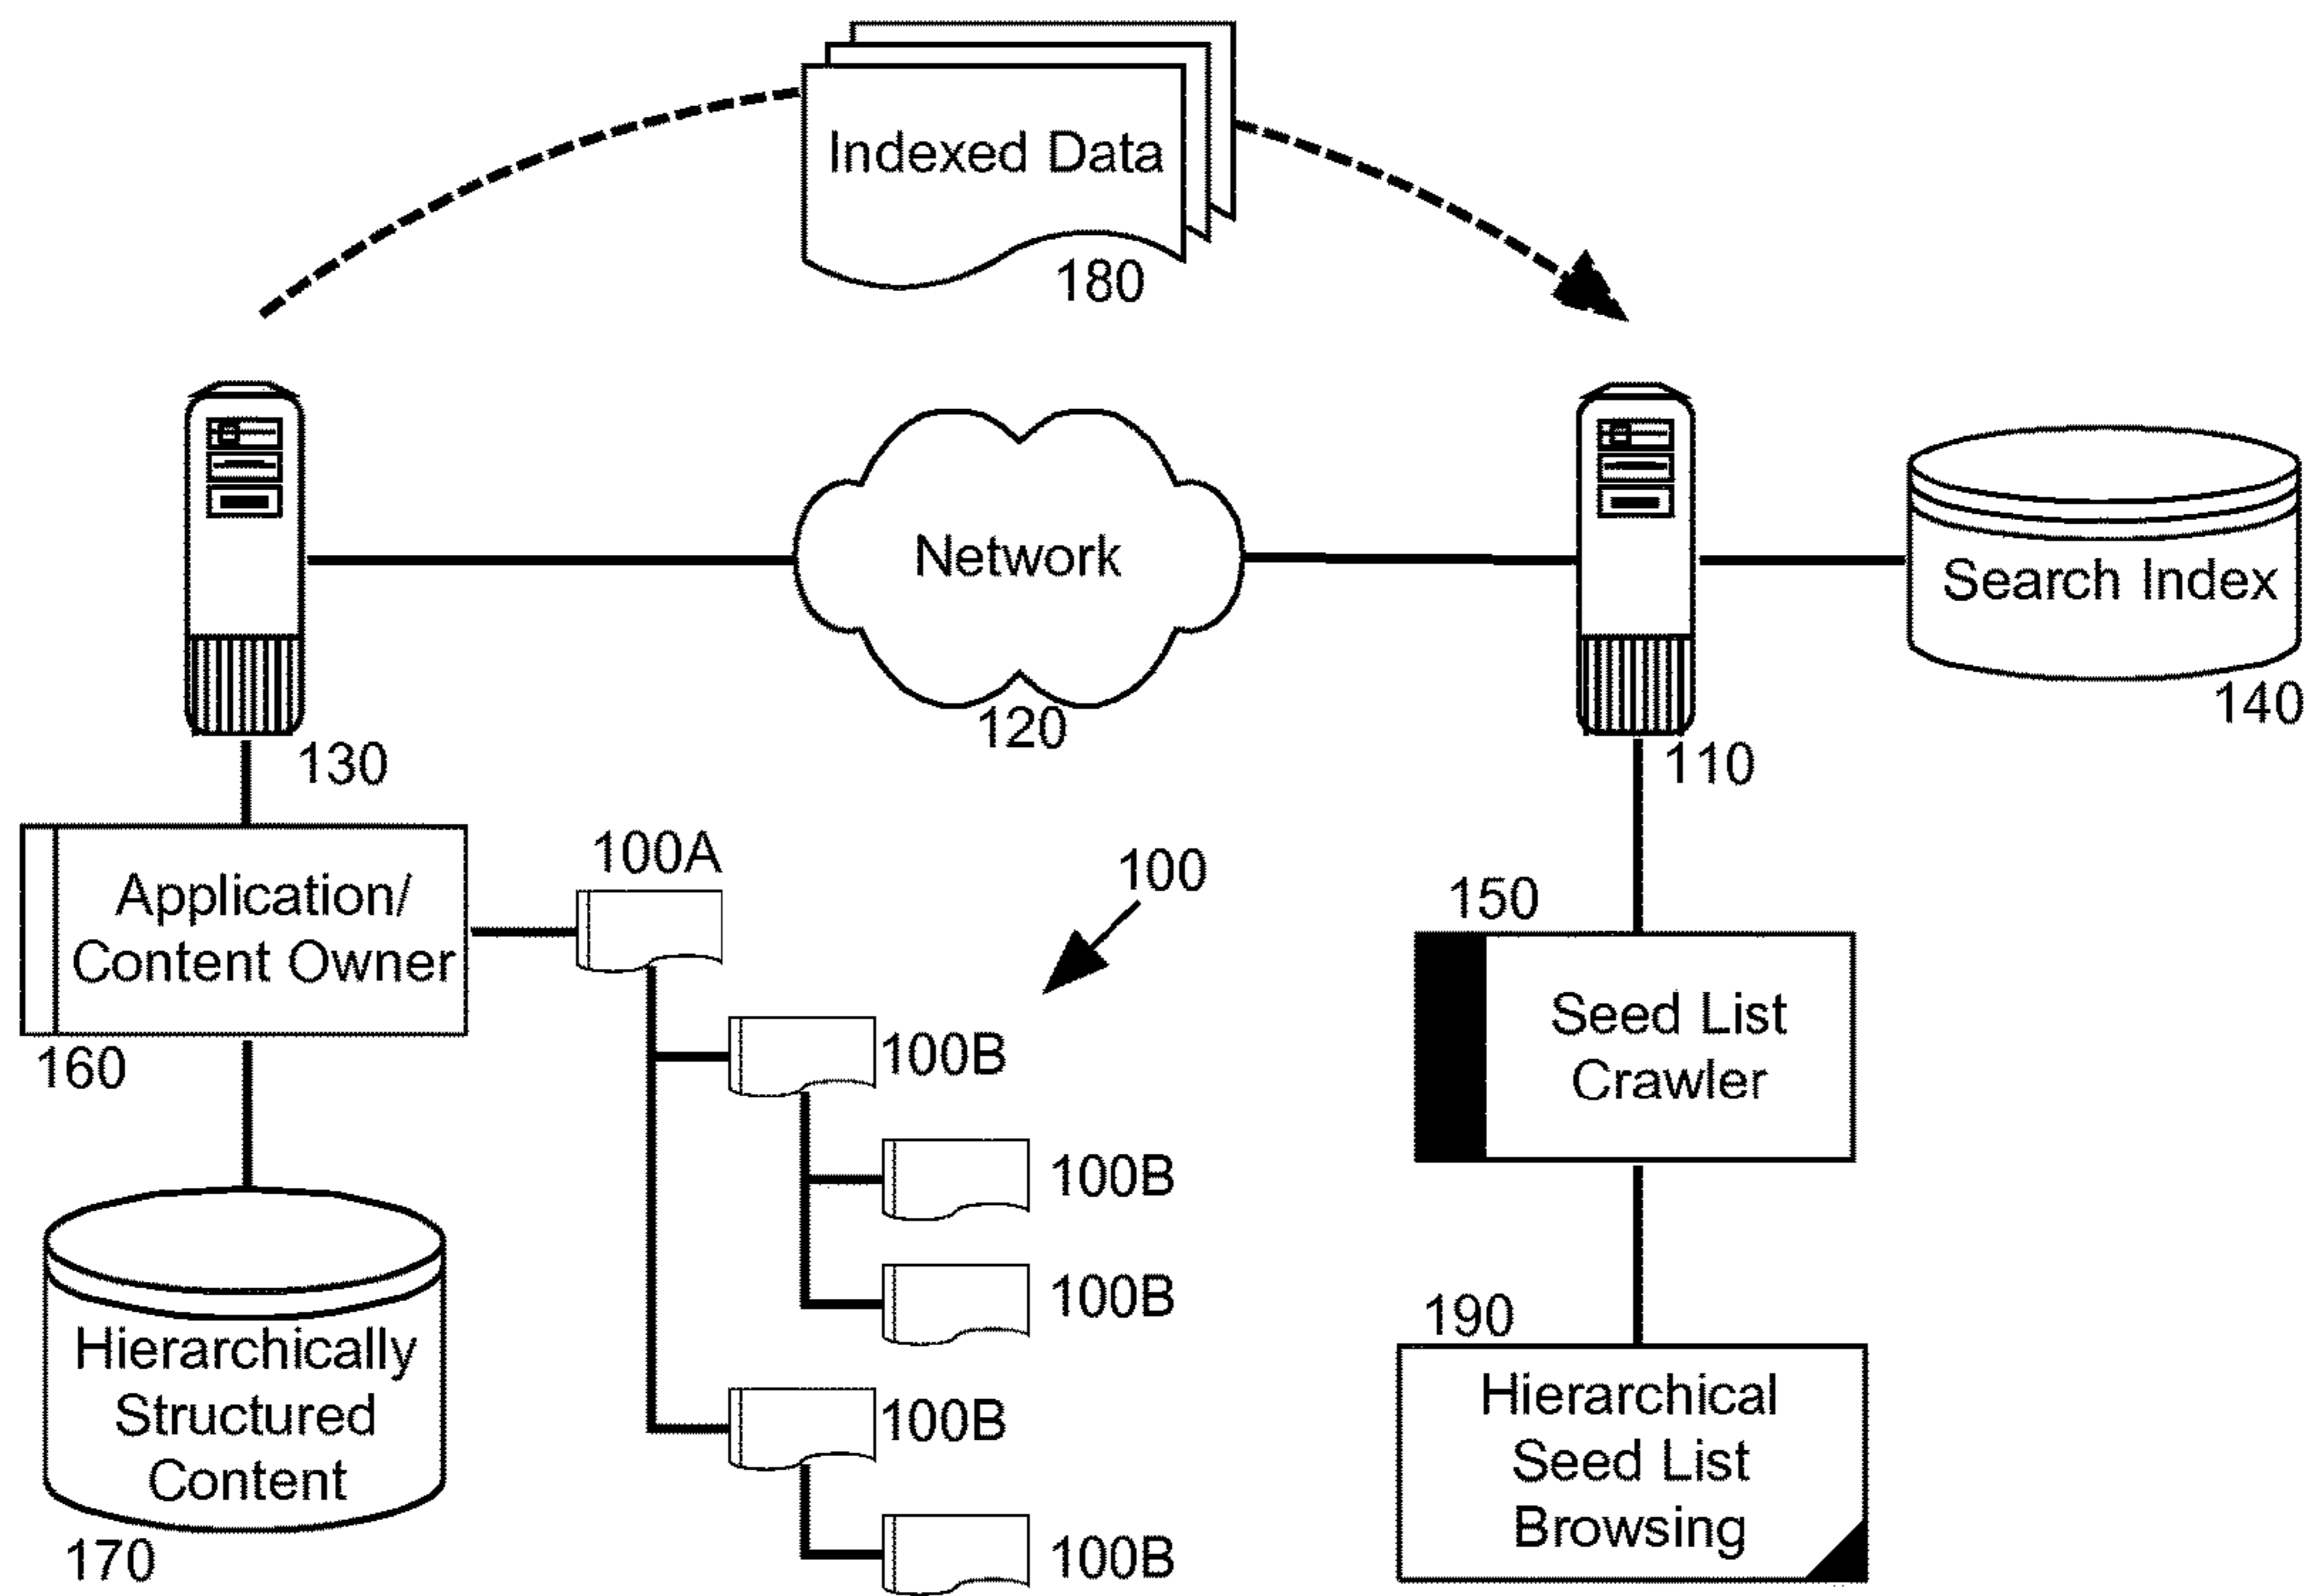 Indexed Data
180
Network
120
Search Index
140
130
110
Application/
Content Owner
160
100A
100
100B
100B
100B
100B
100B
150
Seed List
Crawler
190
Hierarchical
Seed List
Browsing
Hierarchically
Structured
Content
170